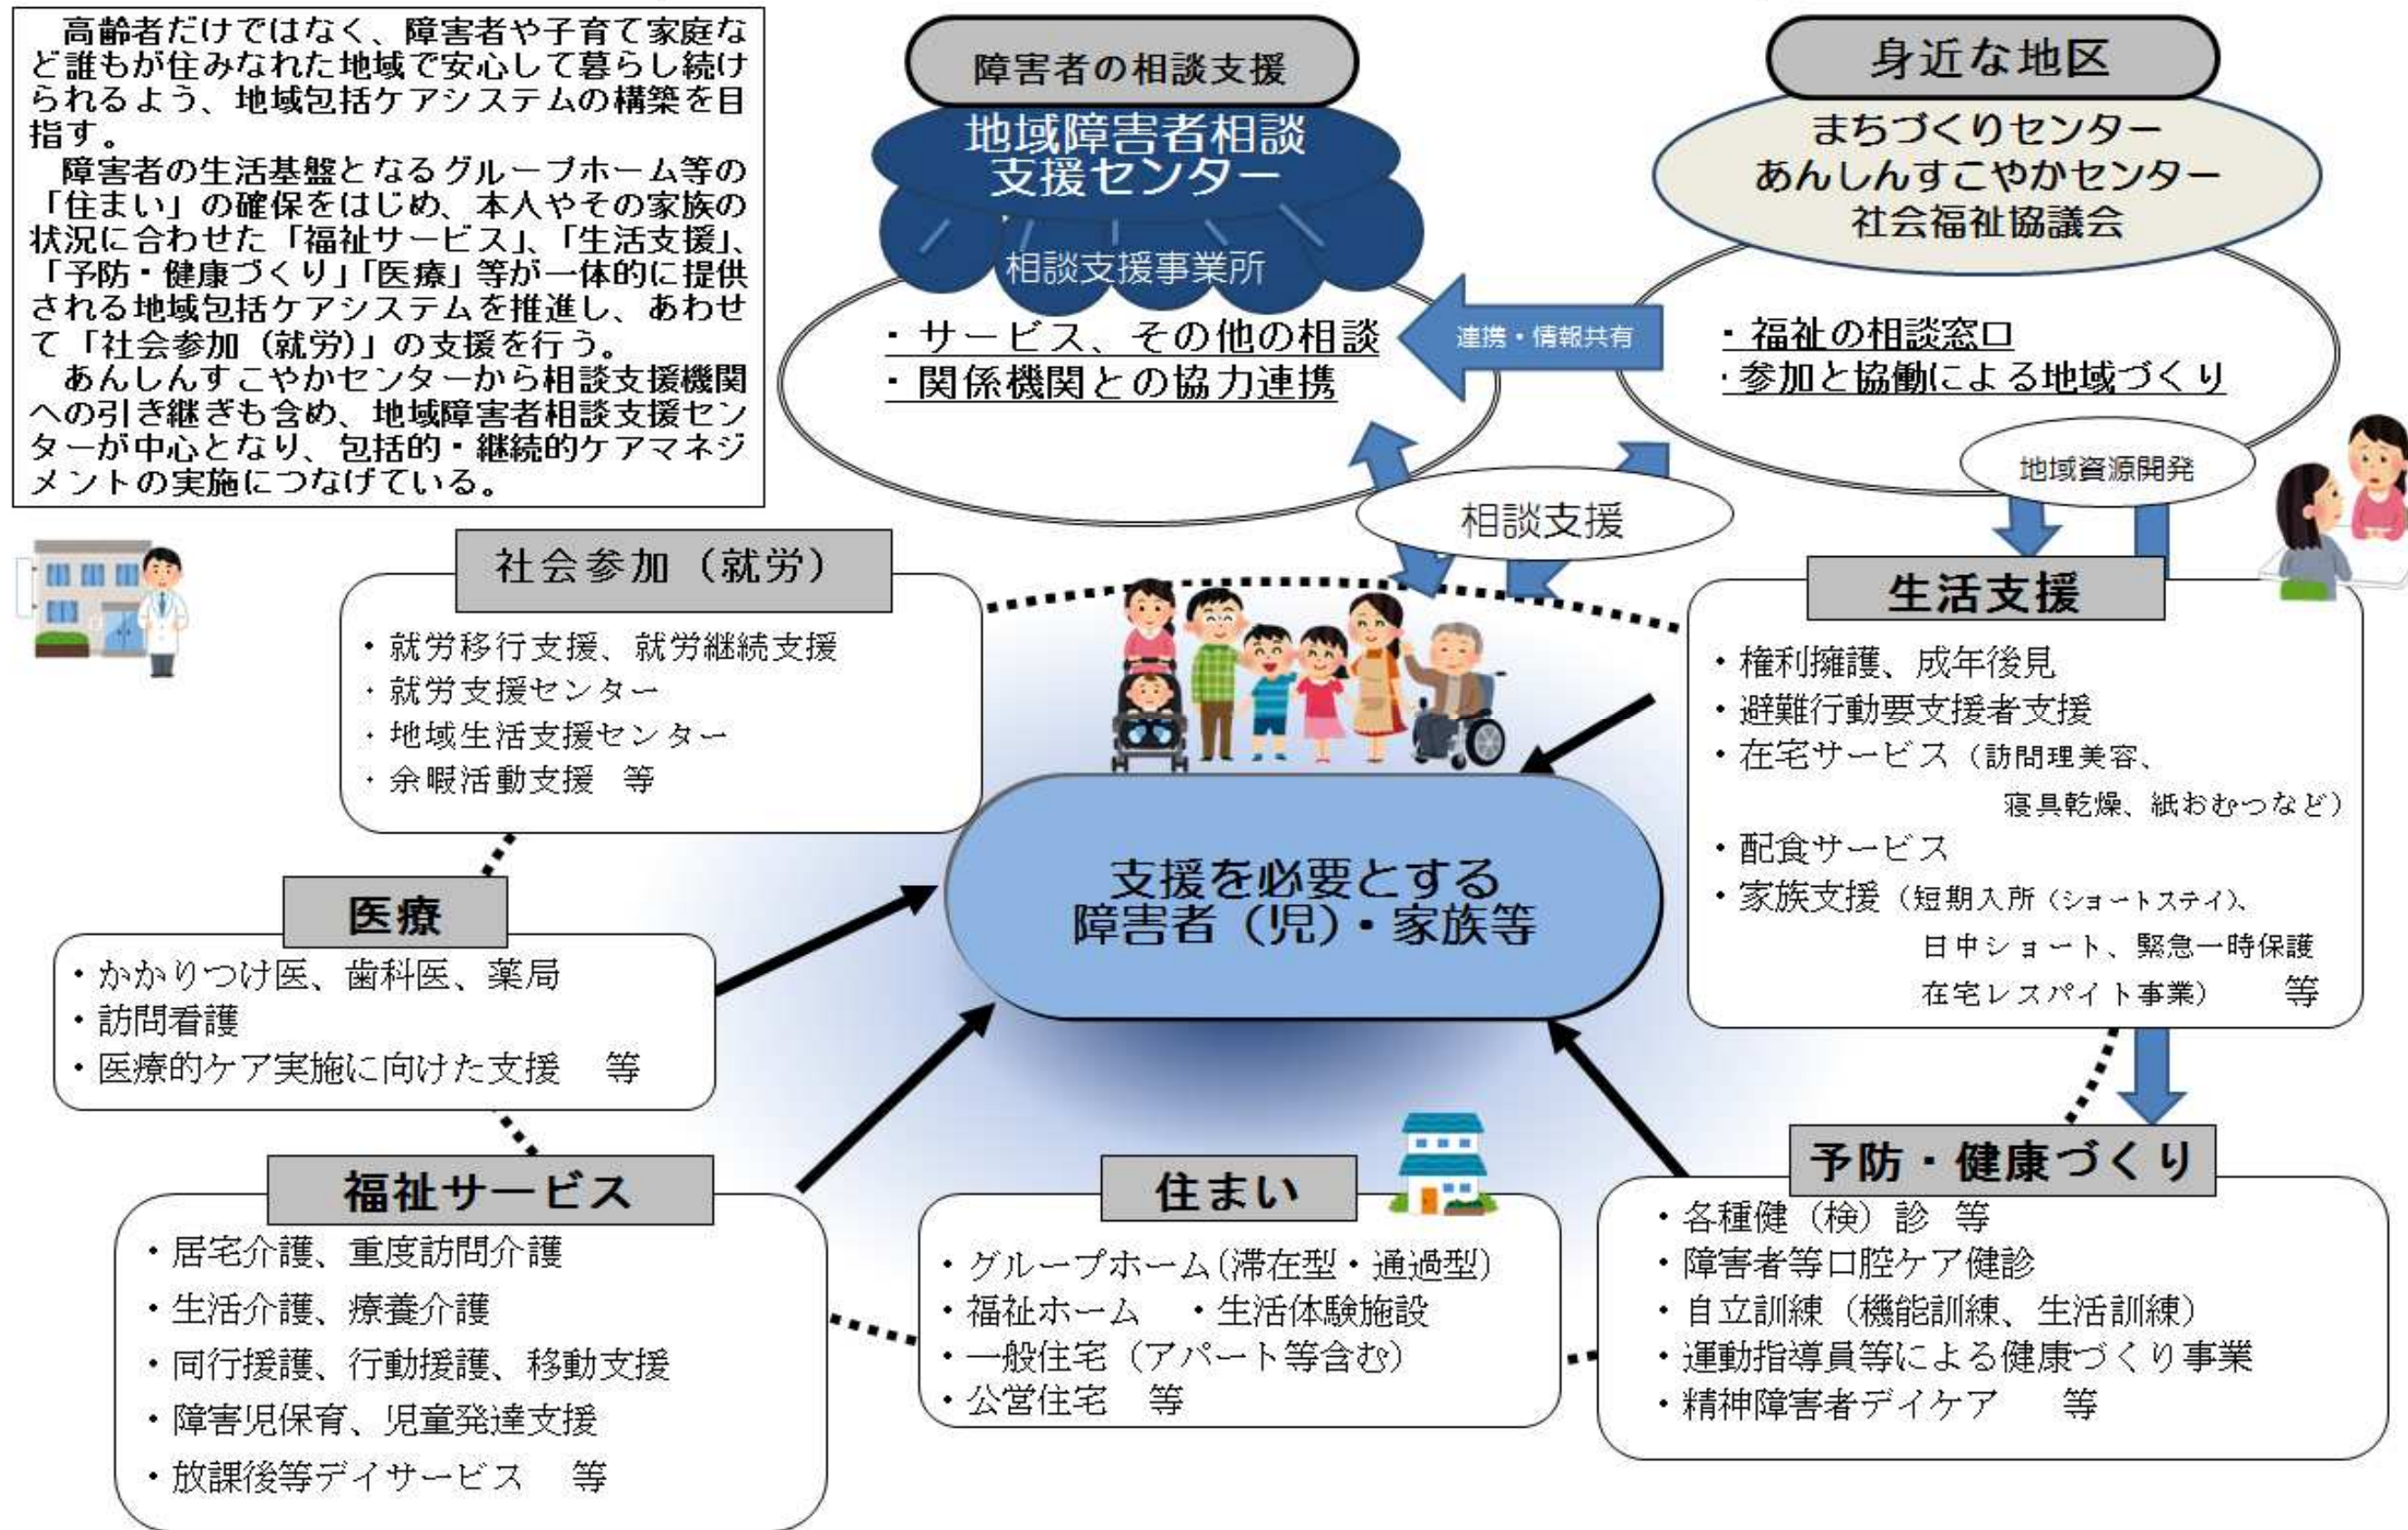 高齢者だけではなく、障害者や子育て家庭な
ど誰もが住みなれた地域で安心して暮らし続け
られるよう、地域包括ケアシステムの構築を目
指す。
障害者の生活基盤となるグループホーム等の
「住まい」の確保をはじめ、本人やその家族の
状況に合わせた「福祉サービス」、「生活支援」、
「予防・健康づくり」「医療」等が一体的に提供
される地域包括ケアシステムを推進し、あわせ
て「社会参加（就労）」の支援を行う。
あんしんすこやかセンターから相談支援機関
への引き継ぎも含め、地域障害者相談支援セン
ターが中心となり、包括的・継続的ケアマネジ
メントの実施につなげている。
障害者の相談支援
地域障害者相談
支援センター
相談支援事業所
・サービス、その他の相談
・関係機関との協力連携
連携・情報共有
身近な地区
まちづくりセンター
あんしんすこやかセンター
社会福祉協議会
・福祉の相談窓口
・参加と協働による地域づくり
地域資源開発
相談支援
社会参加（就労）
・就労移行支援、就労継続支援
・就労支援センター
・地域生活支援センター
・余暇活動支援　等
生活支援
・権利擁護、成年後見
・避難行動要支援者支援
・在宅サービス（訪問理美容、
寝具乾燥、紙おむつなど）
・配食サービス
・家族支援（短期入所（ショートステイ）、
日中ショート、緊急一時保護
在宅レスパイト事業）　等
支援を必要とする
障害者（児）・家族等
医療
・かかりつけ医、歯科医、薬局
・訪問看護
・医療的ケア実施に向けた支援　等
福祉サービス
・居宅介護、重度訪問介護
・生活介護、療養介護
・同行援護、行動援護、移動支援
・障害児保育、児童発達支援
・放課後等デイサービス　等
住まい
・グループホーム(滞在型・通過型)
・福祉ホーム　・生活体験施設
・一般住宅（アパート等含む）
・公営住宅　等
予防・健康づくり
・各種健（検）診　等
・障害者等口腔ケア健診
・自立訓練（機能訓練、生活訓練）
・運動指導員等による健康づくり事業
・精神障害者デイケア　等